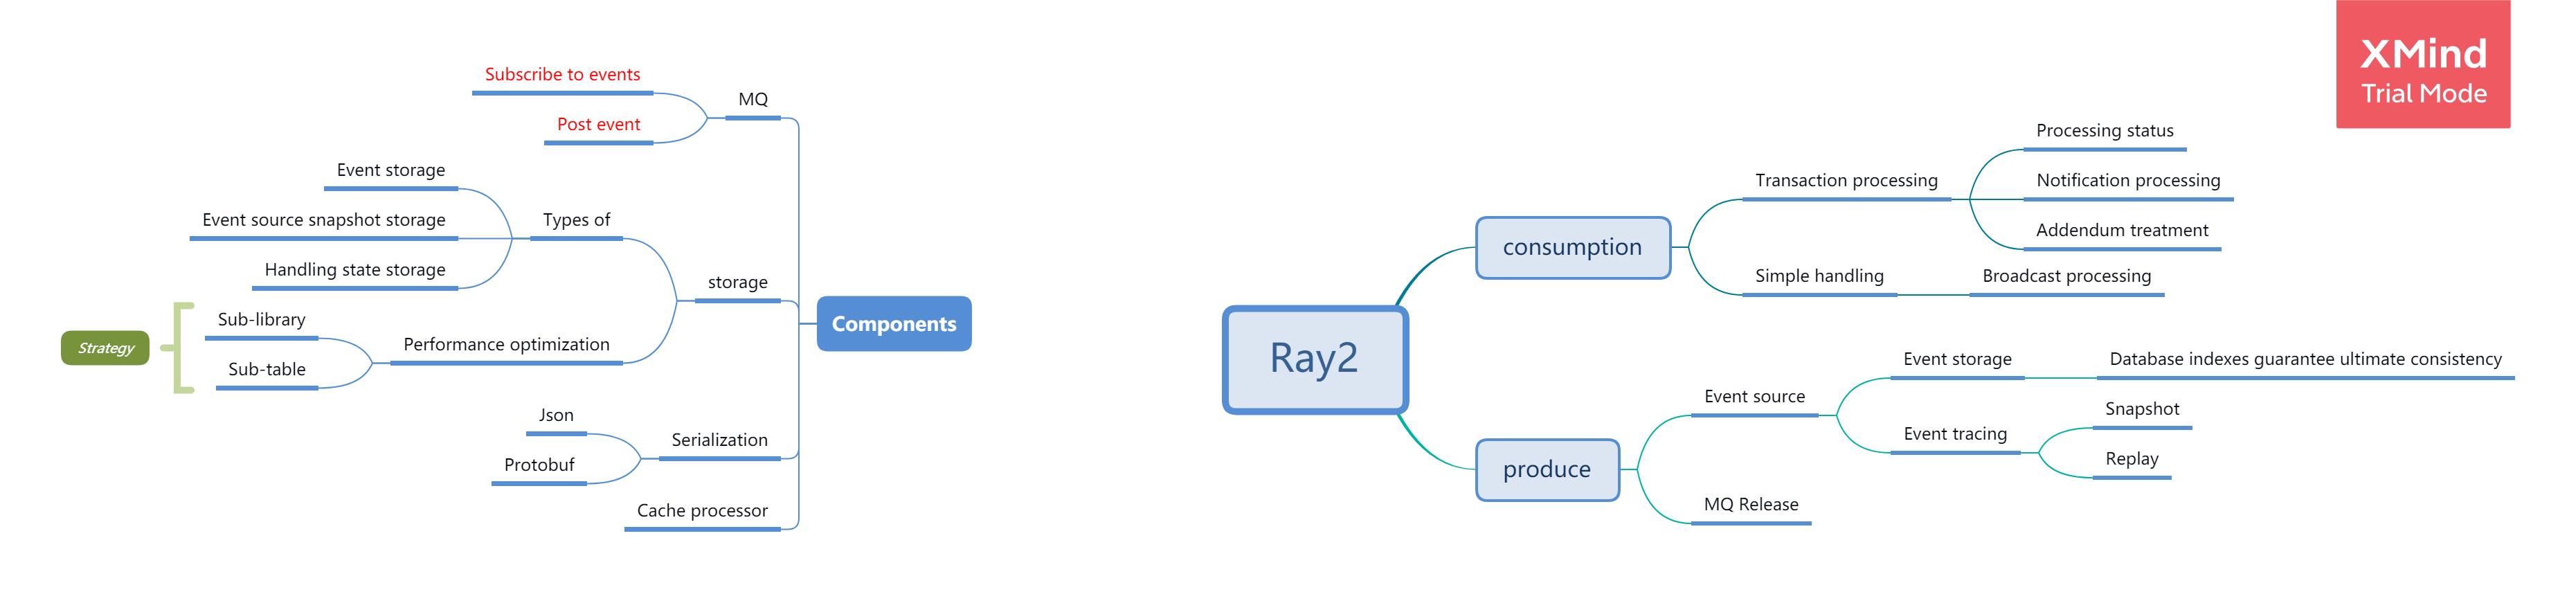 XMind
Trial Mode
Subscribe to events
MQ
Post event
Event storage
Event source snapshot storage
Types of
Handling state storage
storage
Sub-library
Strategy
Performance optimization
Sub-table
Components
Json
Serialization
Protobuf
Cache processor
Ray2
consumption
Transaction processing
Processing status
Notification processing
Addendum treatment
Simple handling
Broadcast processing
produce
Event source
Event storage
Database indexes guarantee ultimate consistency
Event tracing
Snapshot
Replay
MQ Release